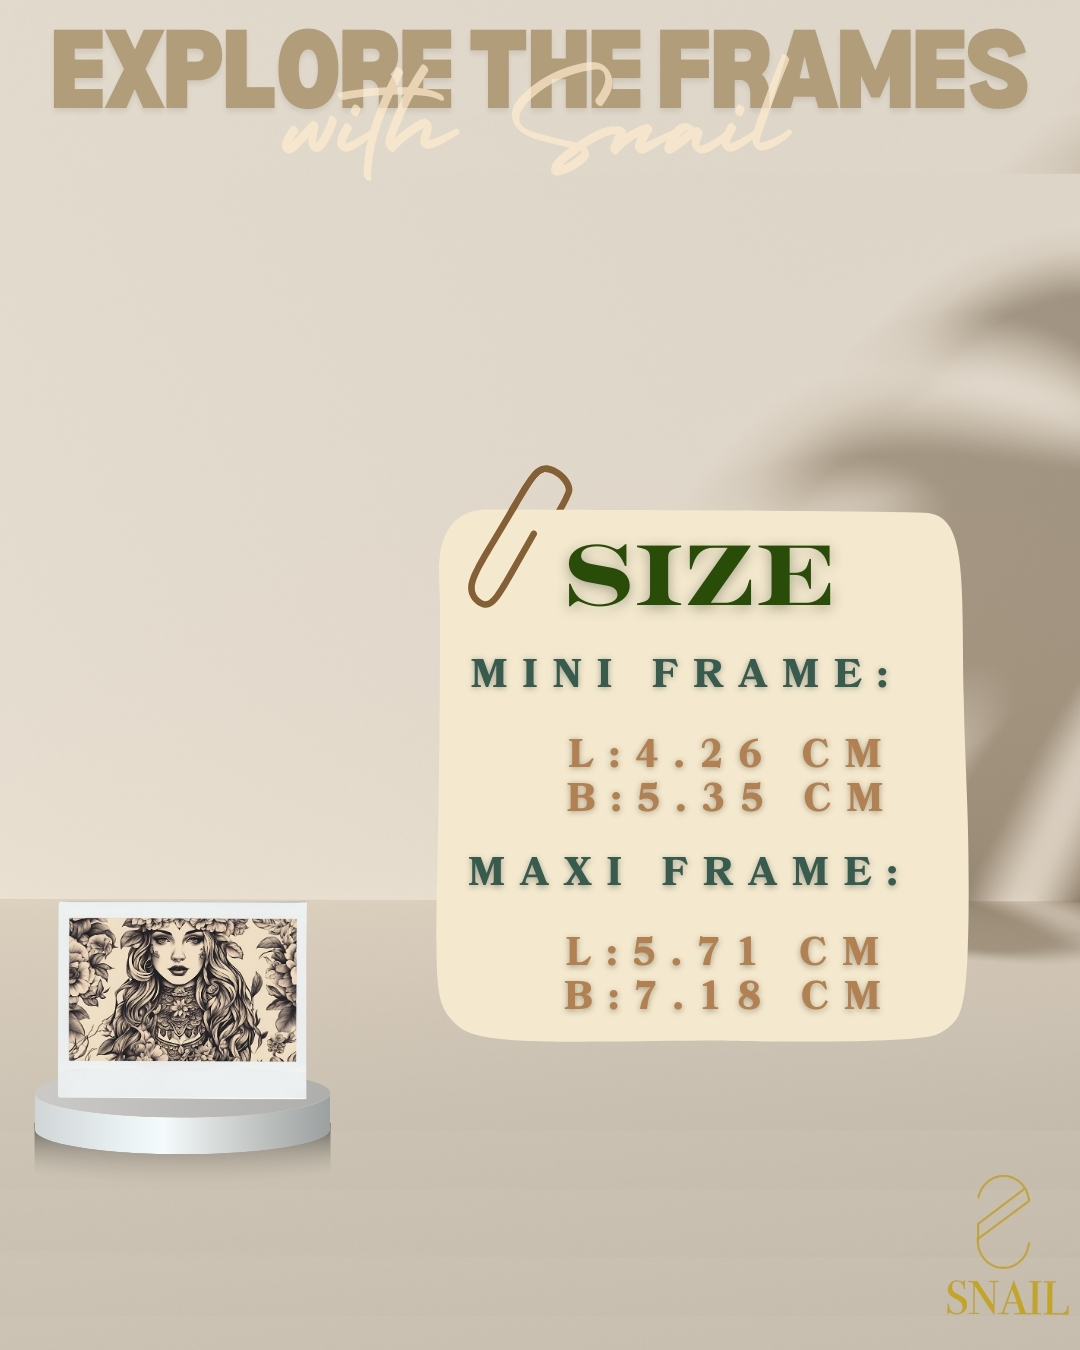 EXPLORE THE FRAMES
with Snail
SIZE
MINI FRAME:
L:4.26 CM
B:5.35 CM
MAXI FRAME:
L:5.71 CM
B:7.18 CM
SNAIL